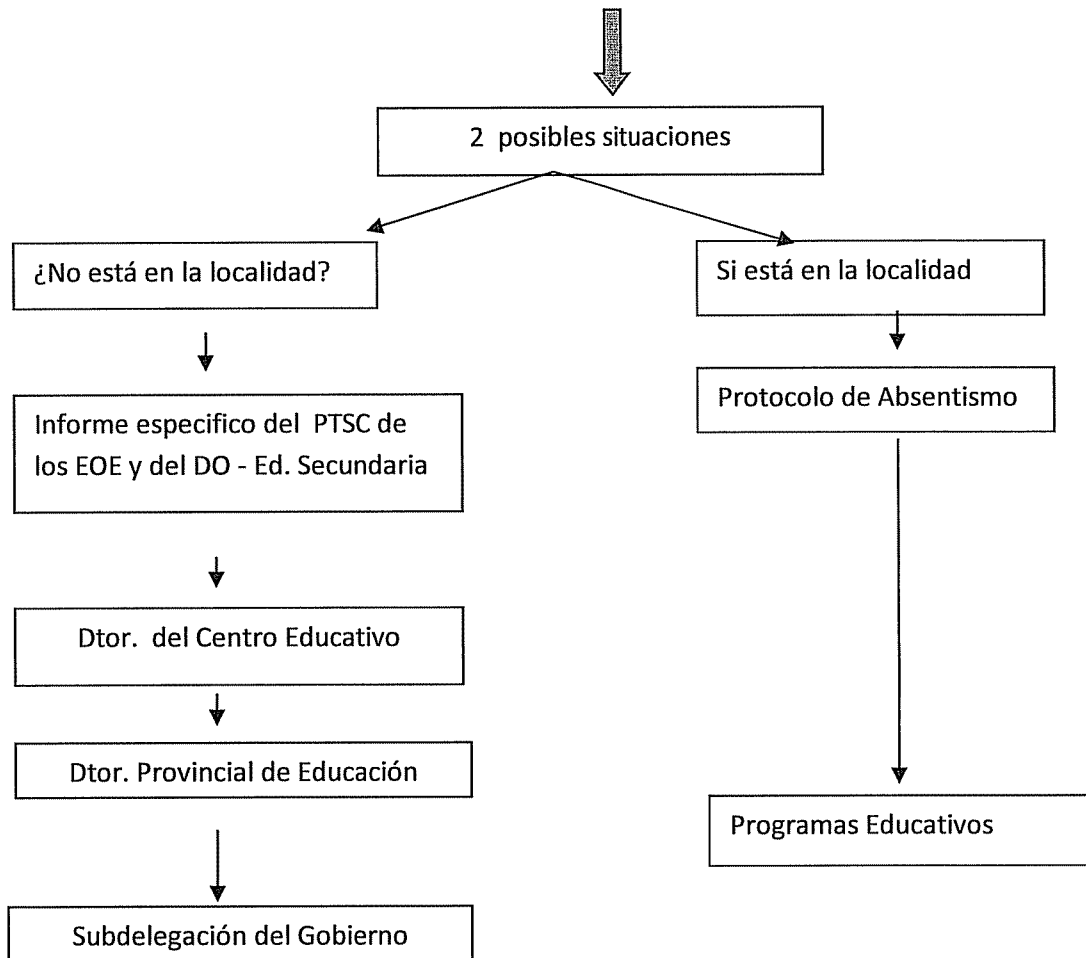 2 posibles situaciones
¿No está en la localidad?
Si está en la localidad
Informe especifico del PTSC de
los EOE y del DO - Ed. Secundaria
Protocolo de Absentismo
Dtor. del Centro Educativo
Dtor. Provincial de Educación
Programas Educativos
Subdelegación del Gobierno